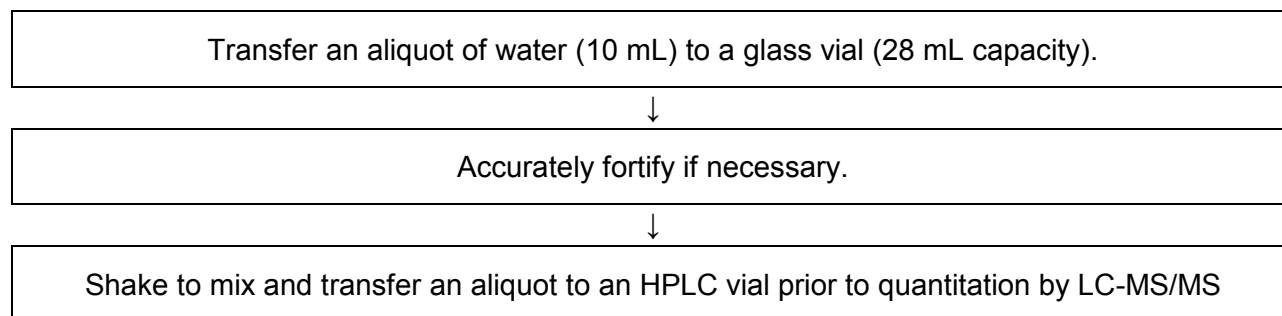 Transfer an aliquot of water (10 mL) to a glass vial (28 mL capacity).
↓
Accurately fortify if necessary.
↓
Shake to mix and transfer an aliquot to an HPLC vial prior to quantitation by LC-MS/MS